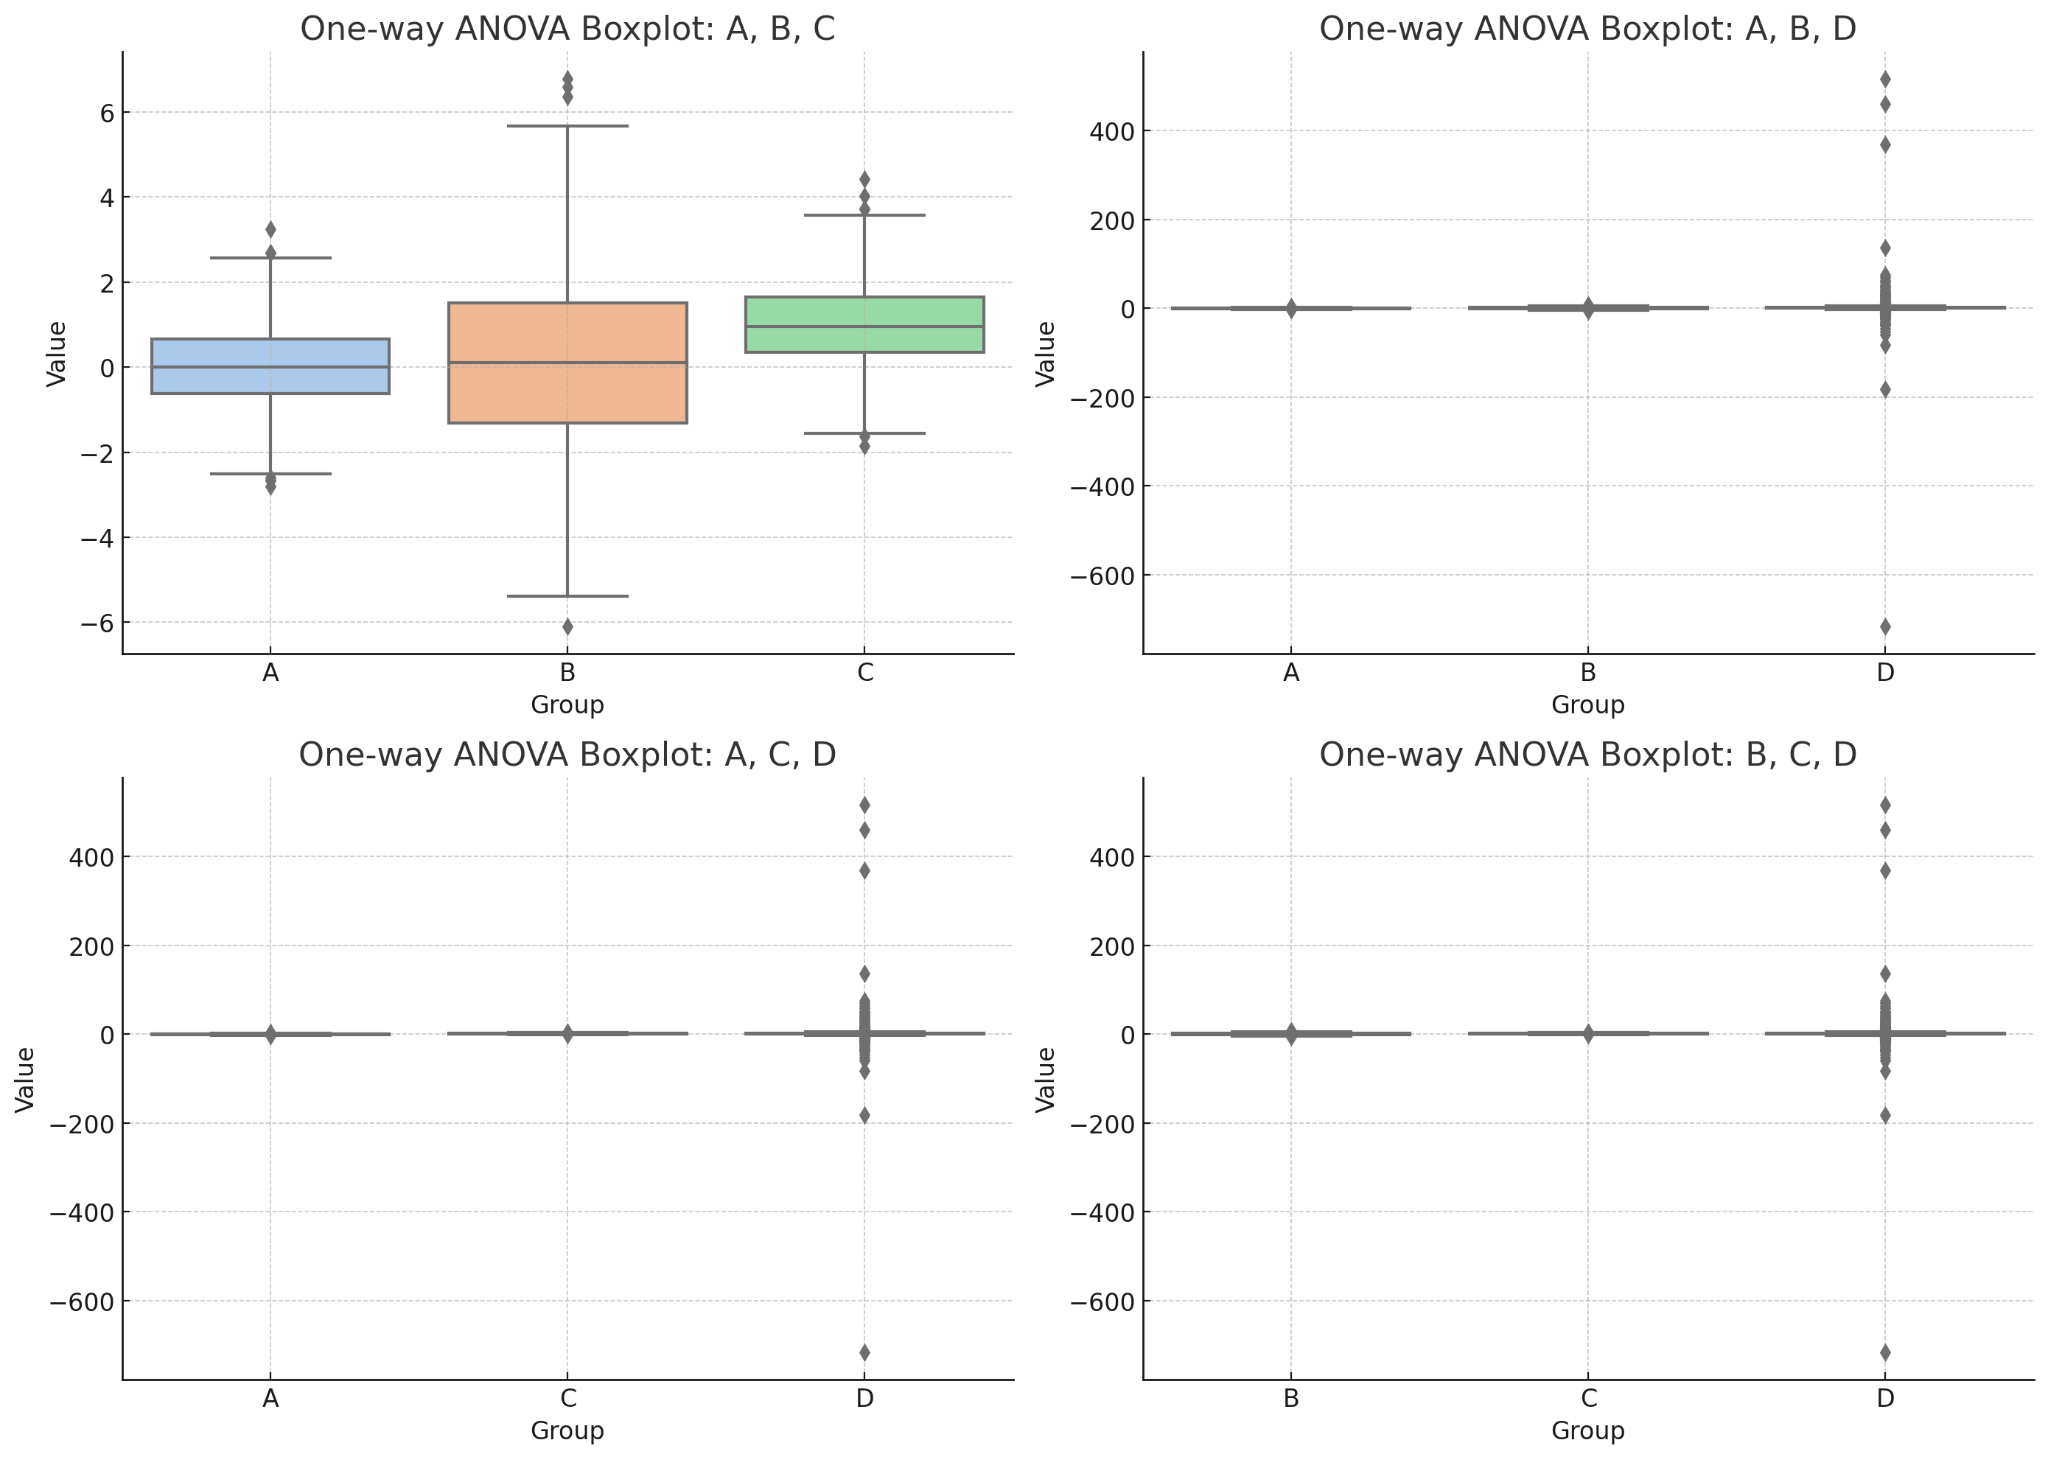 One-way ANOVA Boxplot: A, B, C
Value
6
4
2
0
−2
−4
−6
A B C
Group
One-way ANOVA Boxplot: A, B, D
Value
400
200
0
−200
−400
−600
A B D
Group
One-way ANOVA Boxplot: A, C, D
Value
400
200
0
−200
−400
−600
A C D
Group
One-way ANOVA Boxplot: B, C, D
Value
400
200
0
−200
−400
−600
B C D
Group